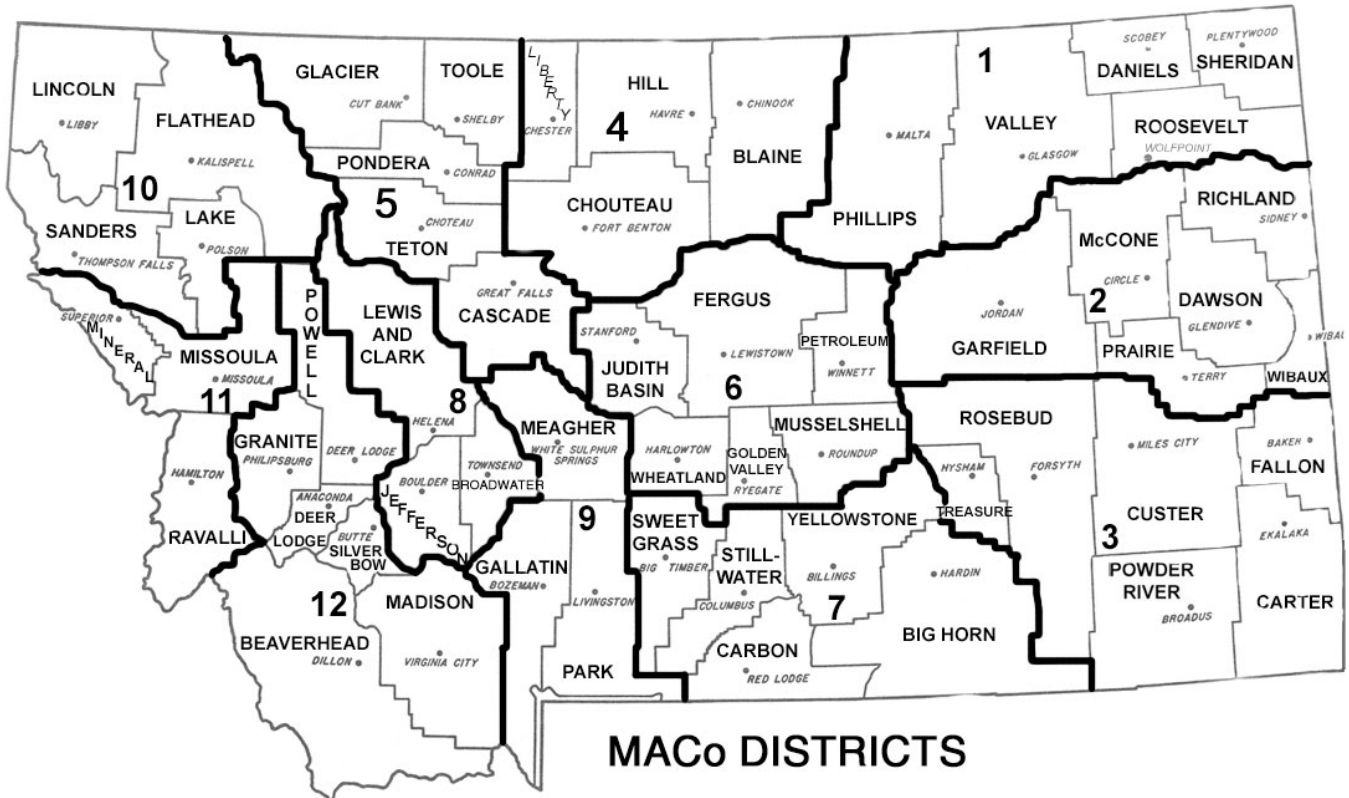 LINCOLN
LIBBY
FLATHEAD
KALISPELL
10
SANDERS
THOMPSON FALLS
LAKE
POLSON
GLACIER
CUT BANK
TOOLE
SHELBY
PONDERA
CONRAD
5
CHOTEAU
TETON
LIBERTY
CHESTER
HILL
HAVRE
4
CHINOOK
BLAINE
CHOUTEAU
FORT BENTON
1
MALTA
PHILLIPS
VALLEY
GLASGOW
SCOBEY
DANIELS
PLENTYWOOD
SHERIDAN
ROOSEVELT
WOLFPOINT
RICHLAND
SIDNEY
McCONE
CIRCLE
2
DAWSON
GLENDIVE
JORDAN
GARFIELD
PRAIRIE
TERRY
WIBAU
WIBAUX
SUPERIOR
MINERAL
MISSOULA
MISSOULA
11
POWELL
LEWIS
AND
CLARK
HELENA
8
GREAT FALLS
CASCADE
STANFORD
JUDITH
BASIN
FERGUS
LEWISTOWN
6
PETROLEUM
WINNETT
MUSSELSHELL
ROUNDUP
GOLDEN
VALLEY
RYEGATE
HARLOWTON
WHEATLAND
MEAGHER
WHITE SULPHUR
SPRINGS
TOWNSEND
BROADWATER
BOULDER
JEFFERSON
GRANITE
PHILIPSBURG
DEER LODGE
ANACONDA
DEER
LODGE
BUTTE
SILVER
BOW
HAMILTON
RAVALLI
12
BEAVERHEAD
DILLON
MADISON
VIRGINIA CITY
9
GALLATIN
BOZEMAN
LIVINGSTON
PARK
SWEET
GRASS
BIG TIMBER
STILL-
WATER
COLUMBUS
YELLOWSTONE
BILLINGS
7
CARBON
RED LODGE
HARDIN
BIG HORN
ROSEBUD
FORSYTH
HYSHAM
TREASURE
MILES CITY
CUSTER
3
POWDER
RIVER
BROADUS
BAKER
FALLON
EKALAKA
CARTER
MACo DISTRICTS